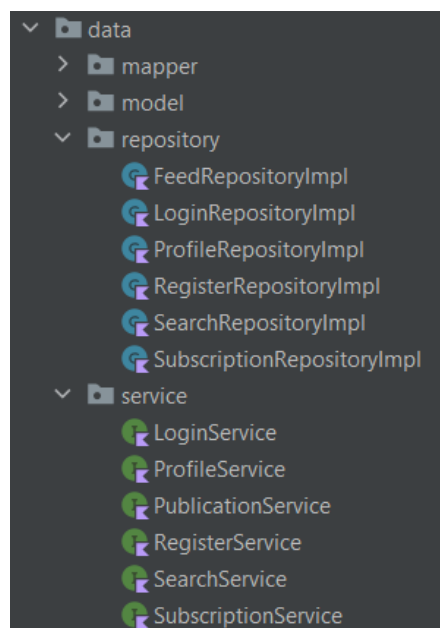 data
mapper
model
repository
FeedRepositoryImpl
LoginRepositoryImpl
ProfileRepositoryImpl
RegisterRepositoryImpl
SearchRepositoryImpl
SubscriptionRepositoryImpl
service
LoginService
ProfileService
PublicationService
RegisterService
SearchService
SubscriptionService